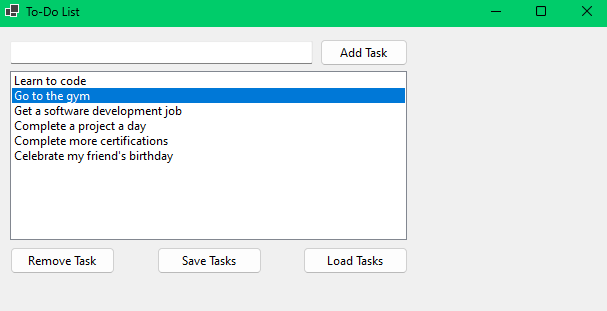 To-Do List
Add Task
Learn to code
Go to the gym
Get a software development job
Complete a project a day
Complete more certifications
Celebrate my friend's birthday
Remove Task
Save Tasks
Load Tasks